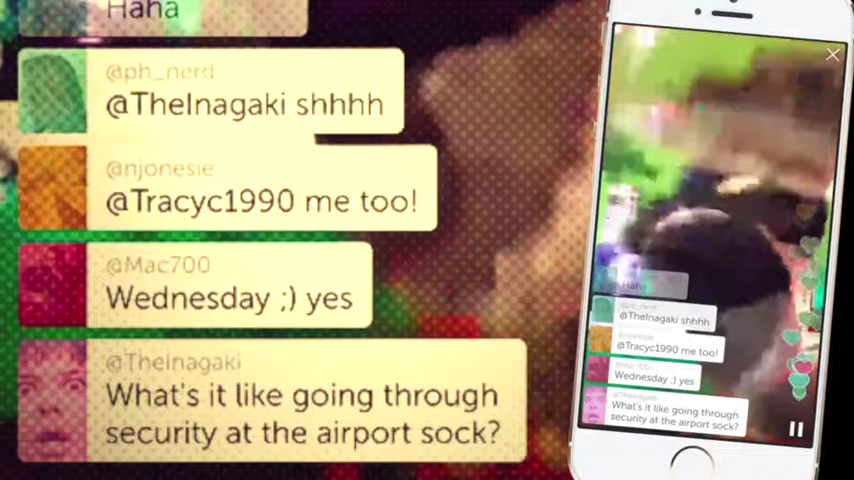 Haha
@ph_nerd
@TheInagaki shhhh
@njonesie
@Tracyc1990 me too!
@Mac700
Wednesday ;) yes
@TheInagaki
What's it like going through
security at the airport sock?
Haha
@TheInagaki shhhh
@Tracyc1990 me too!
Wednesday ;) yes
What's it like going through
security at the airport sock?